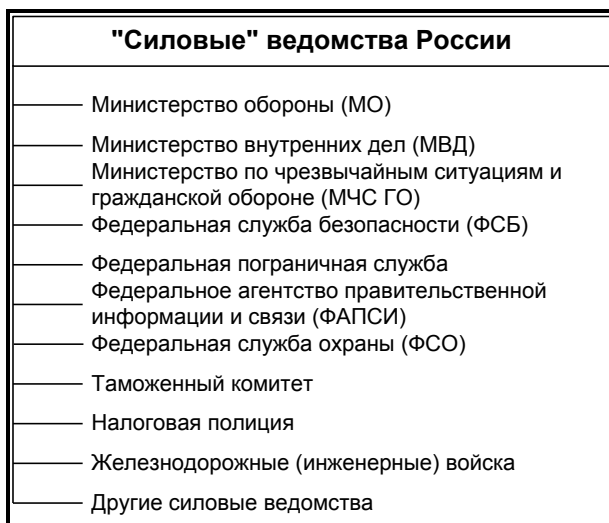 "Силовые" ведомства России
Министерство обороны (МО)
Министерство внутренних дел (МВД)
Министерство по чрезвычайным ситуациям и
гражданской обороне (МЧС ГО)
Федеральная служба безопасности (ФСБ)
Федеральная пограничная служба
Федеральное агентство правительственной
информации и связи (ФАПСИ)
Федеральная служба охраны (ФСО)
Таможенный комитет
Налоговая полиция
Железнодорожные (инженерные) войска
Другие силовые ведомства